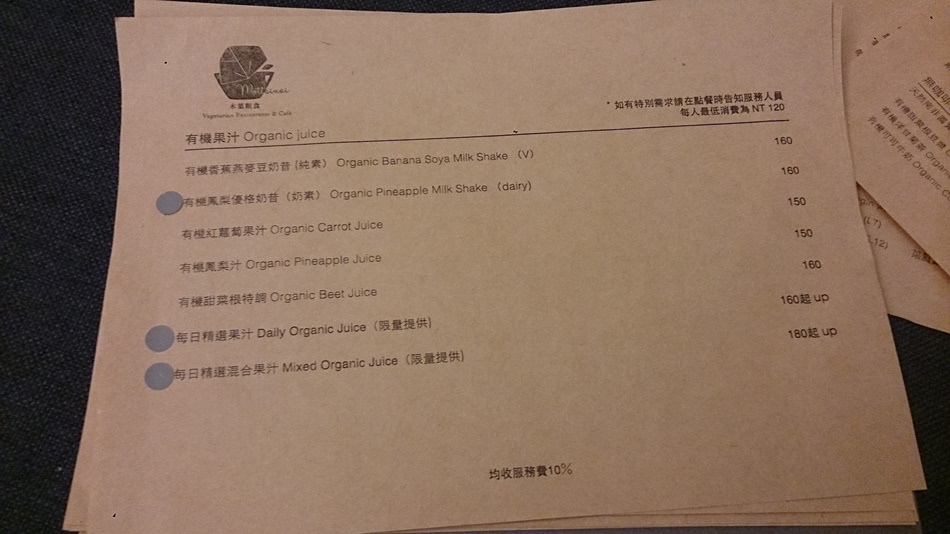 木葉粗食
Vegetarian Restaurant & Café
* 如有特別需求請在點餐時告知服務人員
每人最低消費為 NT 120
有機果汁 Organic juice
有機香蕉燕麥豆奶昔 (純素) Organic Banana Soya Milk Shake (V) 160
有機鳳梨優格奶昔 (奶素) Organic Pineapple Milk Shake (dairy) 160
有機紅蘿蔔果汁 Organic Carrot Juice 150
有機鳳梨汁 Organic Pineapple Juice 150
有機甜菜根特調 Organic Beet Juice 160
每日精選果汁 Daily Organic Juice (限量提供) 160起 up
每日精選混合果汁 Mixed Organic Juice (限量提供) 180起 up
均收服務費10%